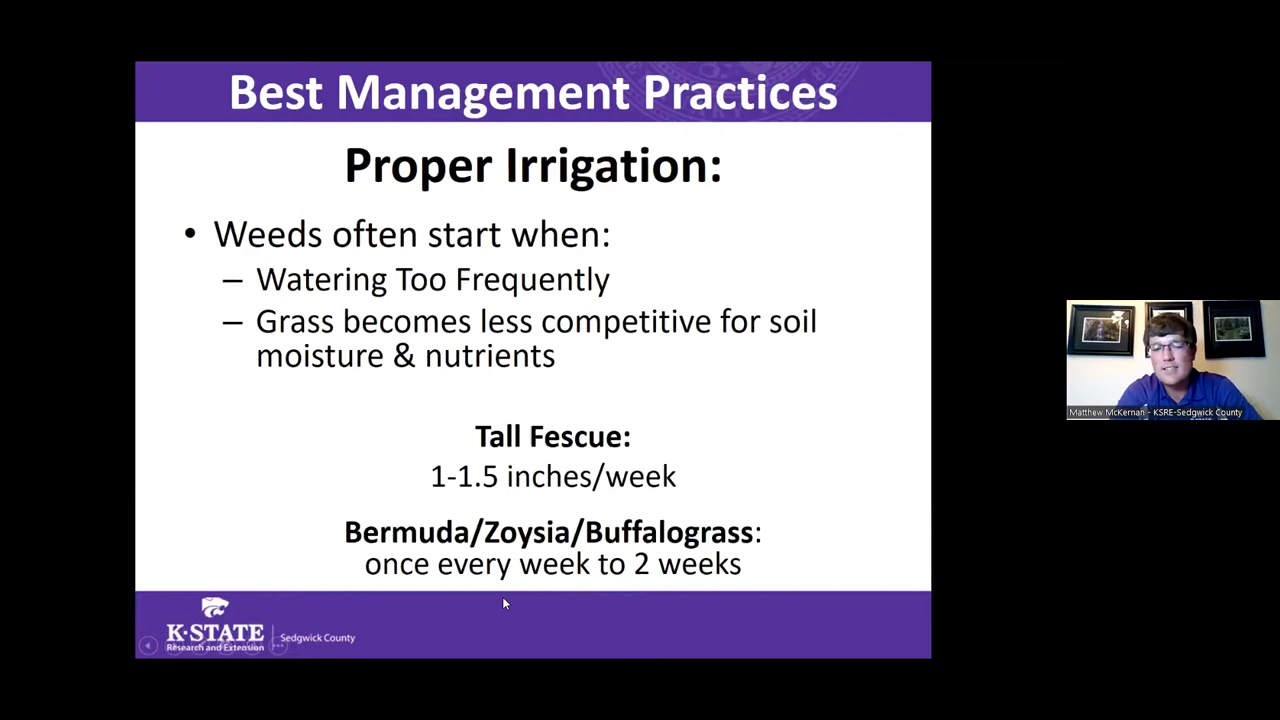 Best Management Practices
Proper Irrigation:
• Weeds often start when:
– Watering Too Frequently
– Grass becomes less competitive for soil
moisture & nutrients
Tall Fescue:
1-1.5 inches/week
Bermuda/Zoysia/Buffalograss:
once every week to 2 weeks
K-STATE
Research and Extension
Sedgwick County
Matthew McKernan - KSRE-Sedgwick County